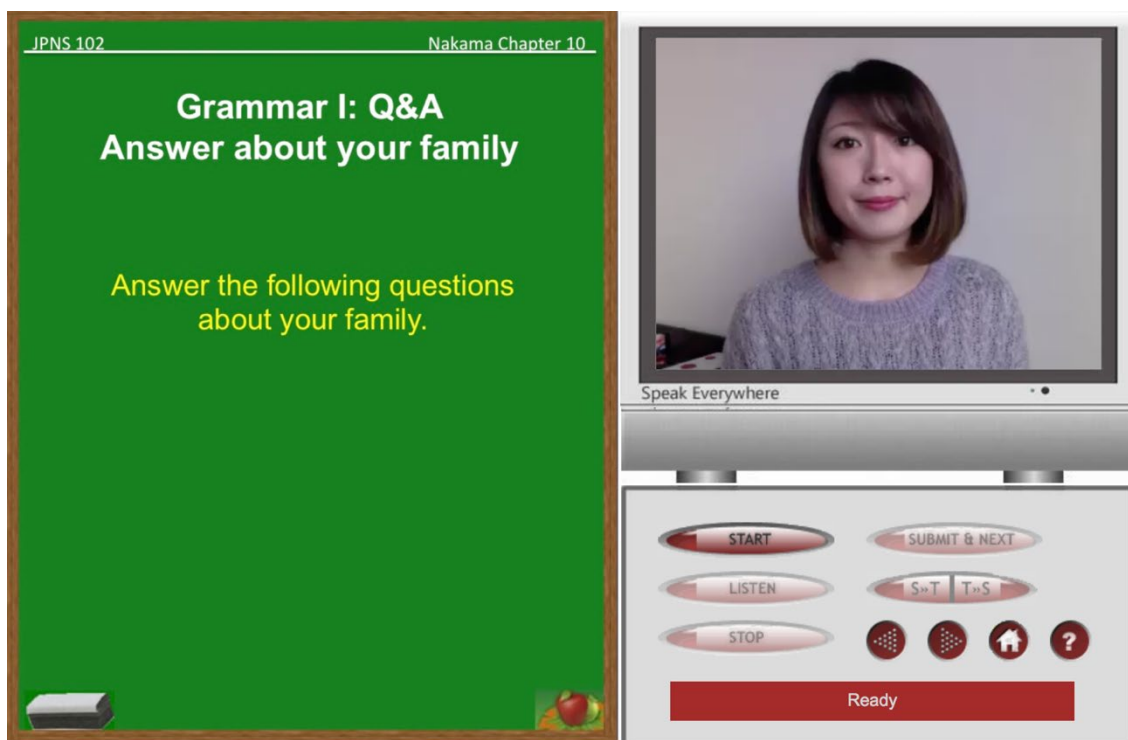 JPNS 102
Nakama Chapter 10
Grammar I: Q&A
Answer about your family
Answer the following questions
about your family.
Speak Everywhere
START
SUBMIT & NEXT
LISTEN
S»T
T»S
STOP
?
Ready